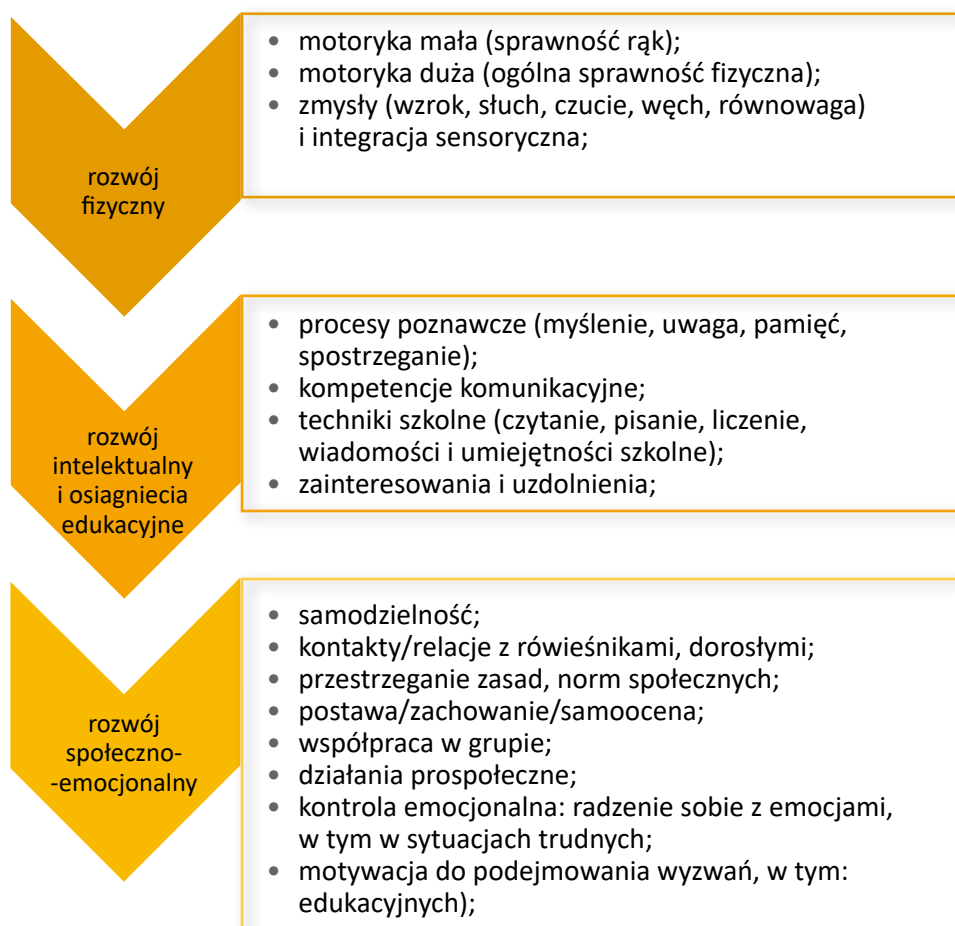 rozwój
fizyczny
• motoryka mała (sprawność rąk);
• motoryka duża (ogólna sprawność fizyczna);
• zmysły (wzrok, słuch, czucie, węch, równowaga)
i integracja sensoryczna;
rozwój
intelektualny
i osiagniecia
edukacyjne
• procesy poznawcze (myślenie, uwaga, pamięć,
spostrzeganie);
• kompetencje komunikacyjne;
• techniki szkolne (czytanie, pisanie, liczenie,
wiadomości i umiejętności szkolne);
• zainteresowania i uzdolnienia;
rozwój
społeczno-
-emocjonalny
• samodzielność;
• kontakty/relacje z rówieśnikami, dorosłymi;
• przestrzeganie zasad, norm społecznych;
• postawa/zachowanie/samoocena;
• współpraca w grupie;
• działania prospołeczne;
• kontrola emocjonalna: radzenie sobie z emocjami,
w tym w sytuacjach trudnych;
• motywacja do podejmowania wyzwań, w tym:
edukacyjnych);